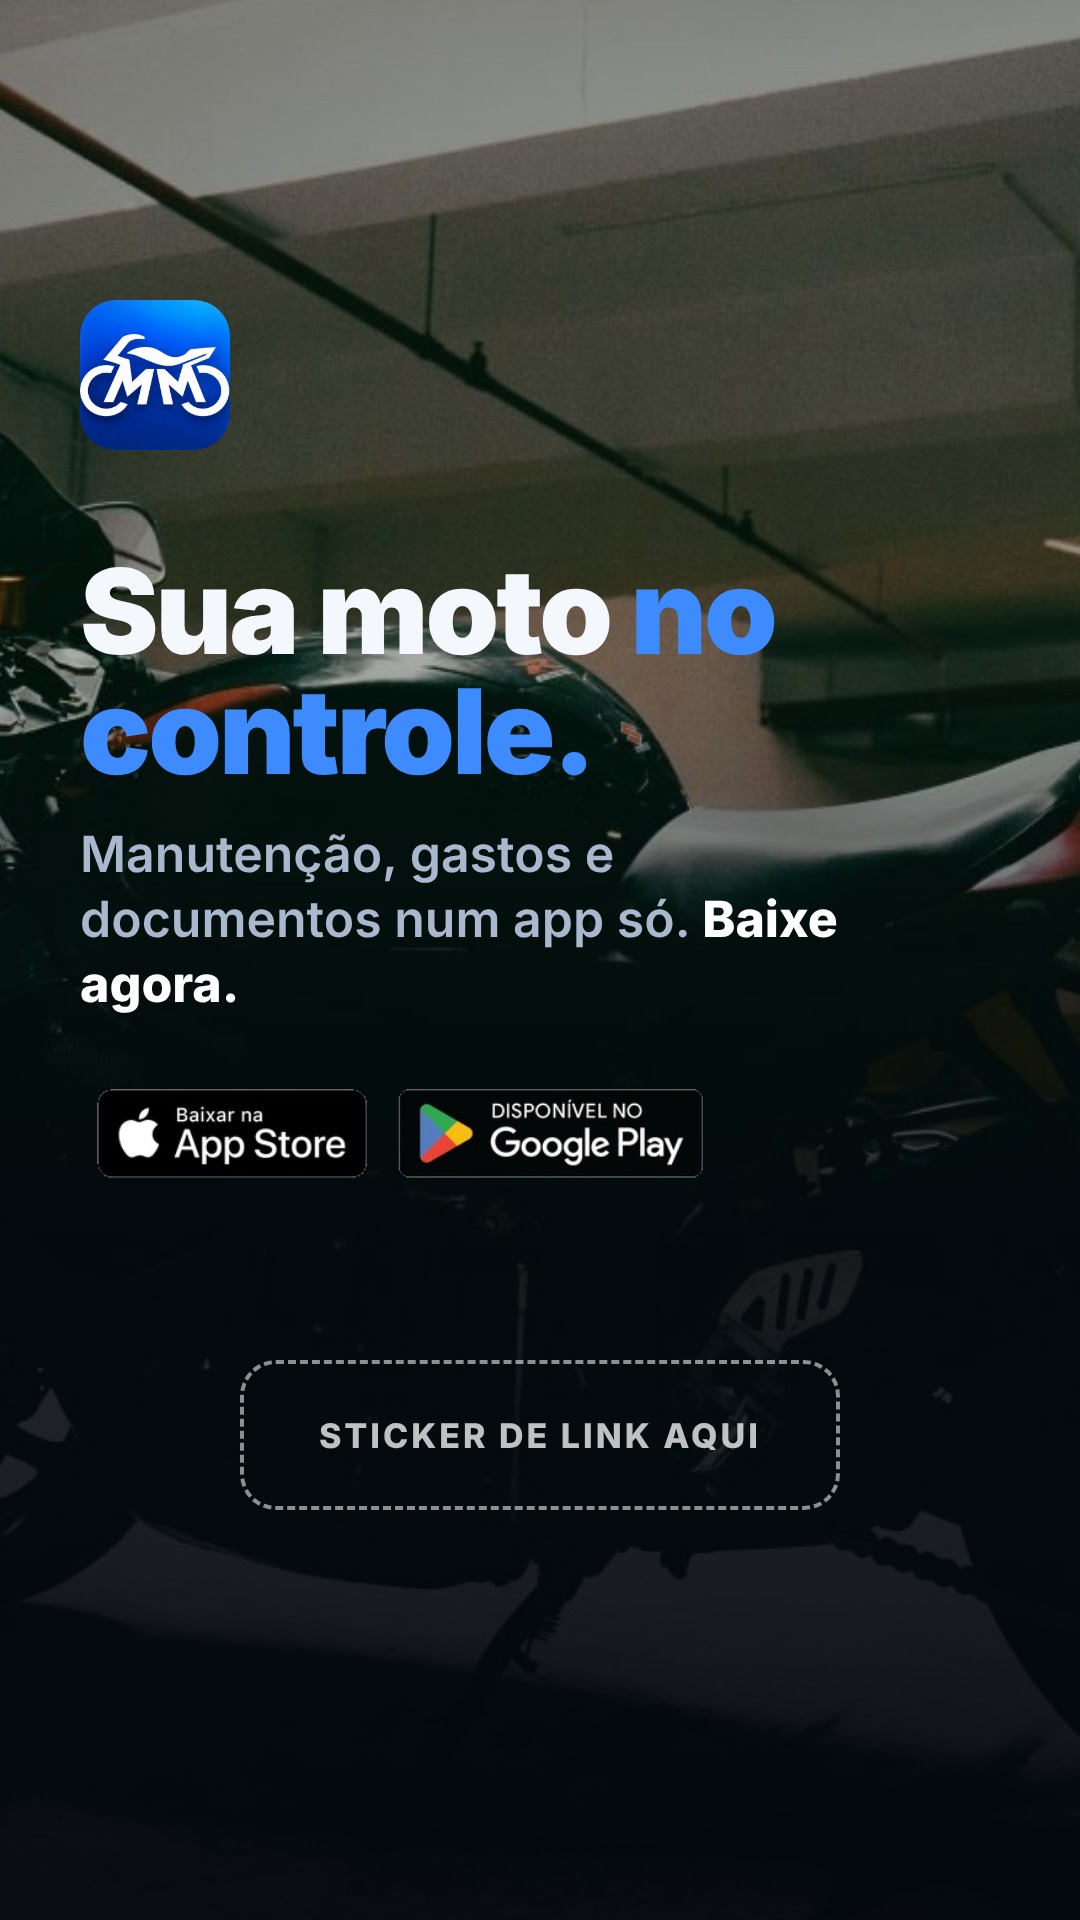 MM
Sua moto no
controle.
Manutenção, gastos e
documentos num app só. Baixe
agora.
Baixar na
App Store
DISPONÍVEL NO
Google Play
STICKER DE LINK AQUI